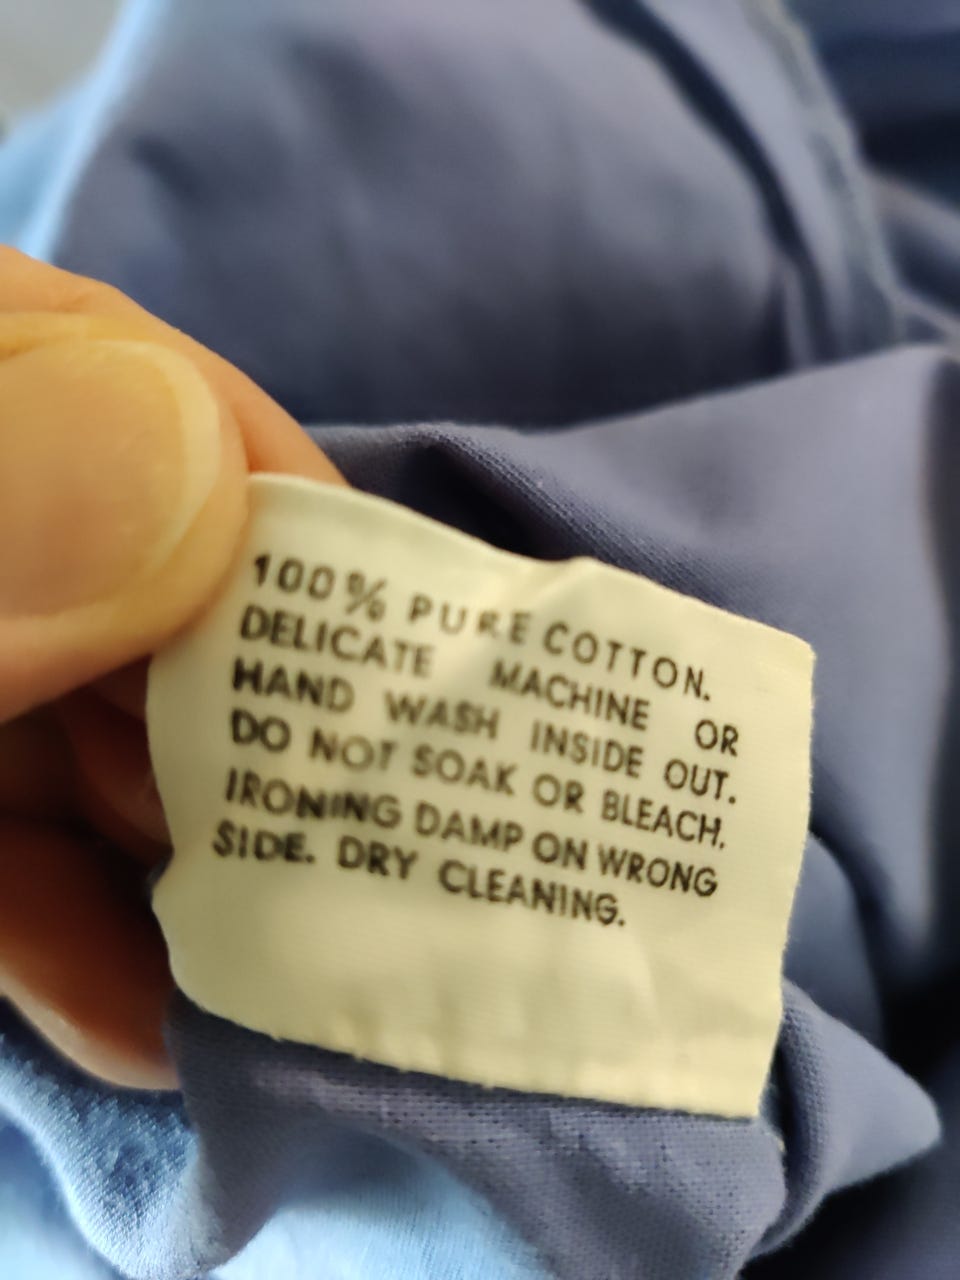 100% PURE COTTON.
DELICATE MACHINE OR
HAND WASH INSIDE OUT.
DO NOT SOAK OR BLEACH.
IRONING DAMP ON WRONG
SIDE. DRY CLEANING.